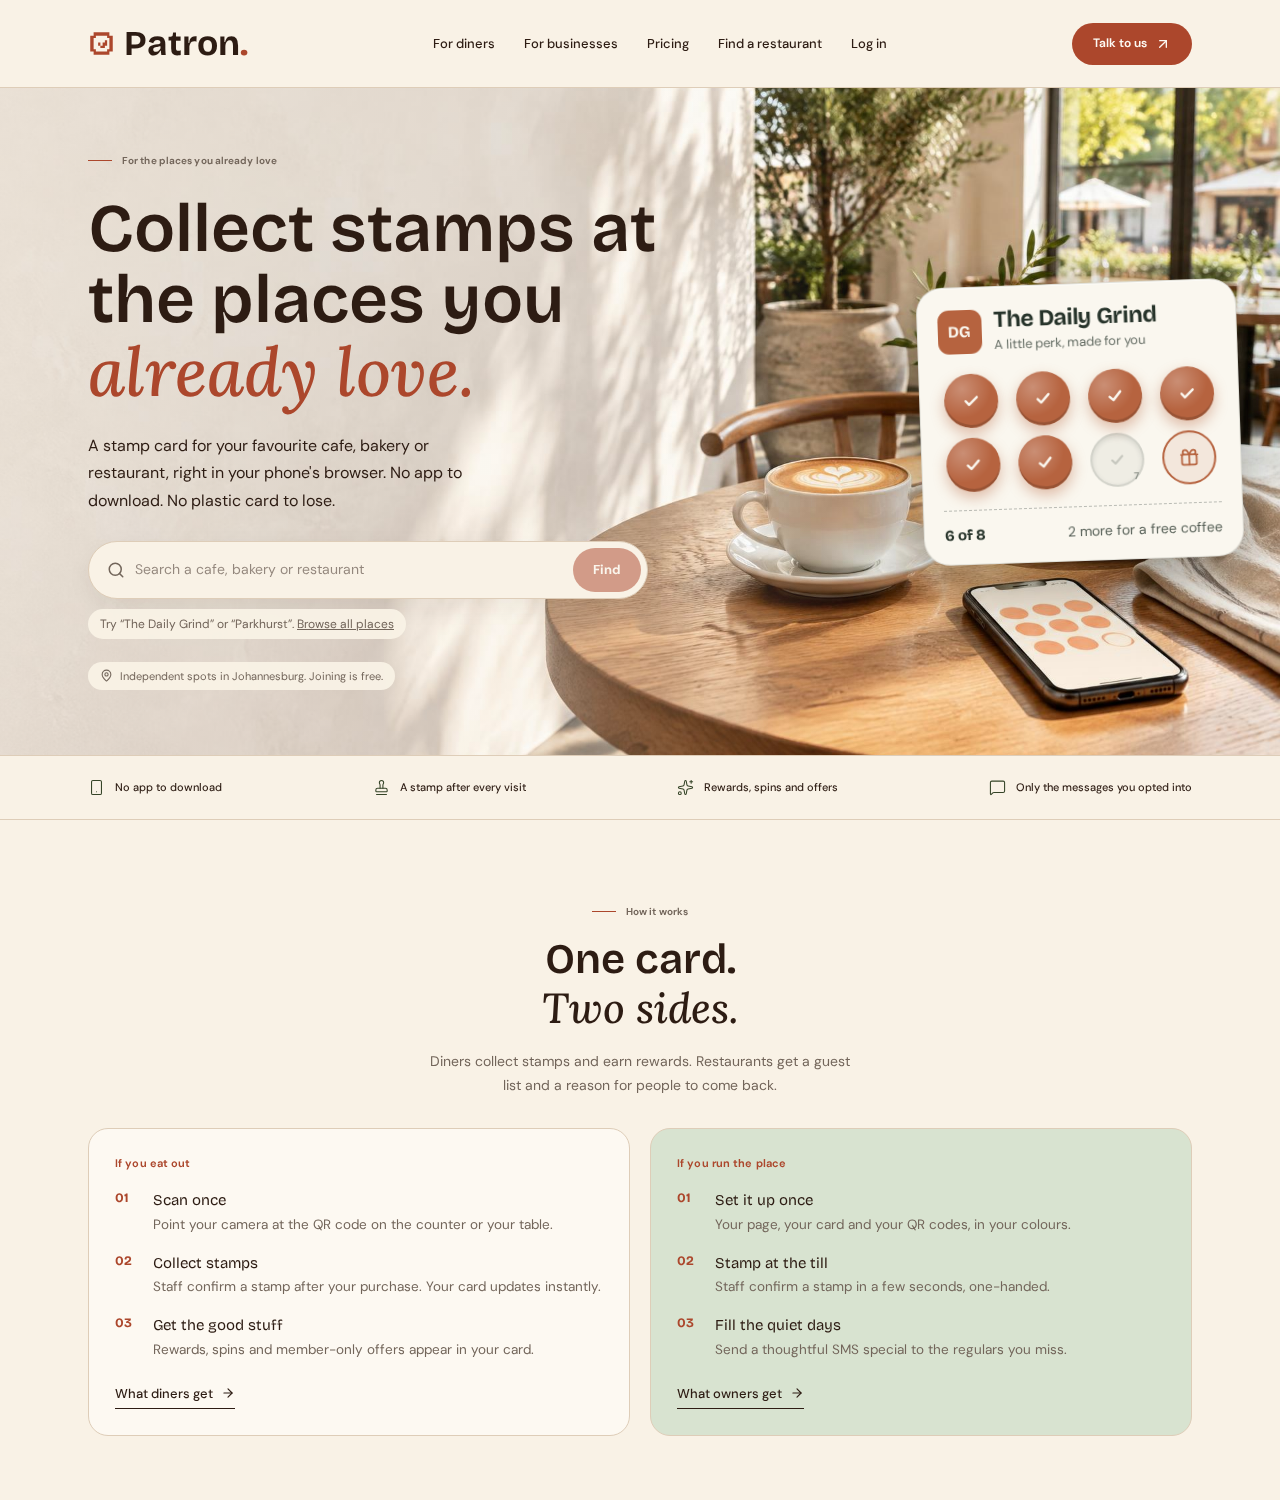 Patron.
For diners
For businesses
Pricing
Find a restaurant
Log in
Talk to us
For the places you already love
Collect stamps at
the places you
already love.
A stamp card for your favourite cafe, bakery or
restaurant, right in your phone's browser. No app to
download. No plastic card to lose.
Search a cafe, bakery or restaurant
Find
Try “The Daily Grind” or “Parkhurst”. Browse all places
Independent spots in Johannesburg. Joining is free.
DG
The Daily Grind
A little perk, made for you
7
6 of 8
2 more for a free coffee
No app to download
A stamp after every visit
Rewards, spins and offers
Only the messages you opted into
How it works
One card.
Two sides.
Diners collect stamps and earn rewards. Restaurants get a guest
list and a reason for people to come back.
If you eat out
01 Scan once
Point your camera at the QR code on the counter or your table.
02 Collect stamps
Staff confirm a stamp after your purchase. Your card updates instantly.
03 Get the good stuff
Rewards, spins and member-only offers appear in your card.
What diners get
If you run the place
01 Set it up once
Your page, your card and your QR codes, in your colours.
02 Stamp at the till
Staff confirm a stamp in a few seconds, one-handed.
03 Fill the quiet days
Send a thoughtful SMS special to the regulars you miss.
What owners get